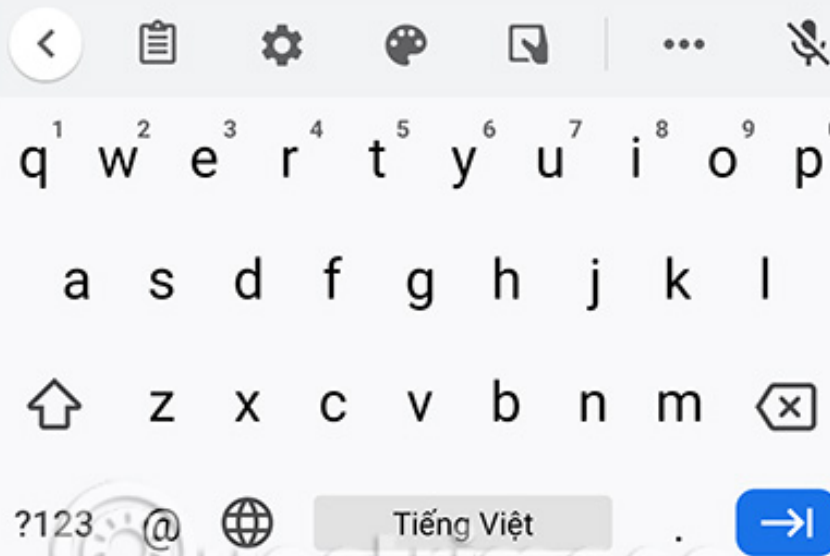 1 2 3 4 5 6 7 8 9
q w e r t y u i o p
a s d f g h j k l
z x c v b n m
?123 @ Tiếng Việt .